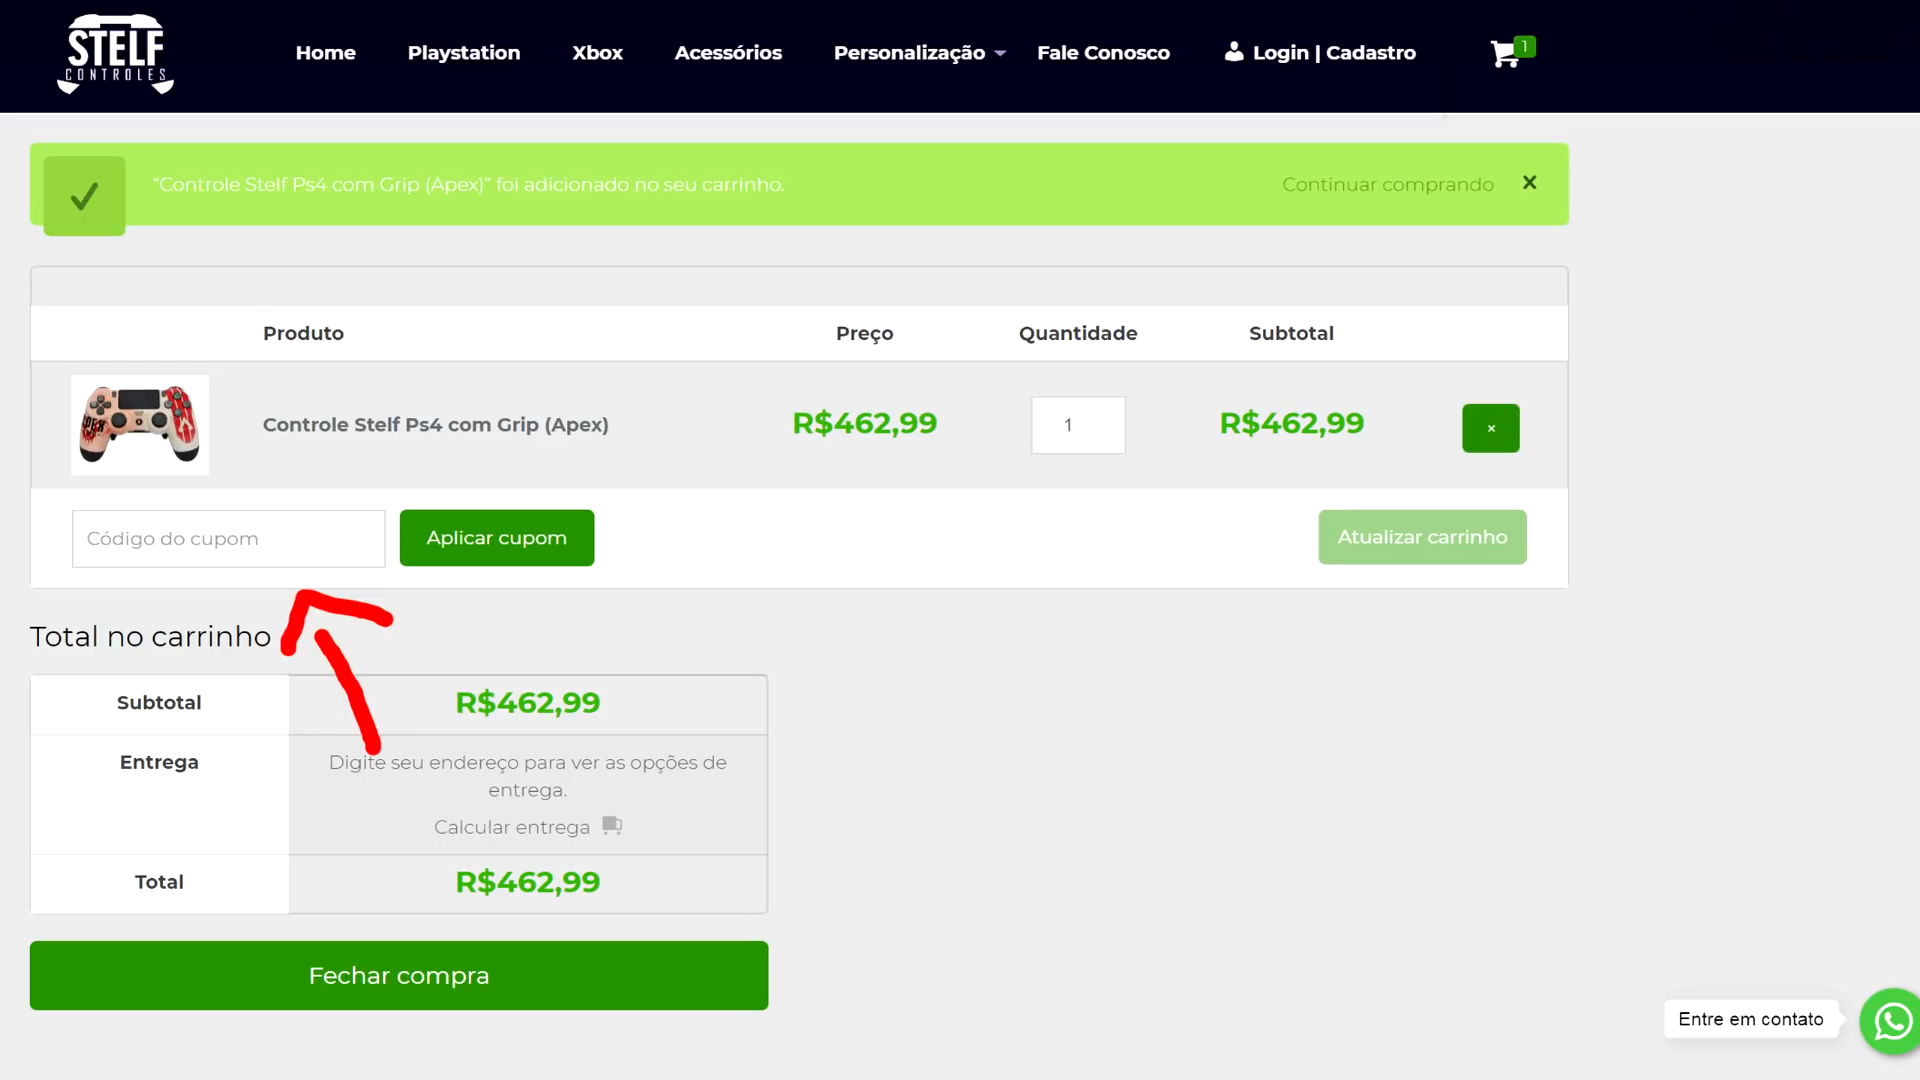 STELF
CONTROLES
Home
Playstation
Xbox
Acessórios
Personalização
Fale Conosco
Login | Cadastro
1
“Controle Stelf Ps4 com Grip (Apex)” foi adicionado no seu carrinho.
Continuar comprando
×
Produto
Preço
Quantidade
Subtotal
APEX
Controle Stelf Ps4 com Grip (Apex)
R$462,99
1
R$462,99
×
Código do cupom
Aplicar cupom
Atualizar carrinho
Total no carrinho
Subtotal
R$462,99
Entrega
Digite seu endereço para ver as opções de
entrega.
Calcular entrega
Total
R$462,99
Fechar compra
Entre em contato